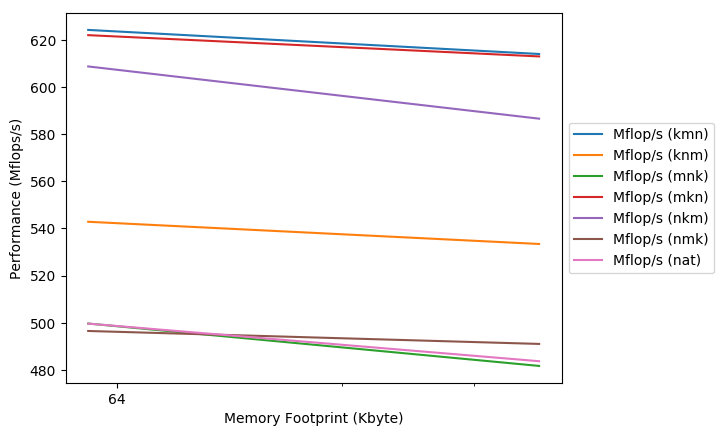 620
600
580
560
540
520
500
480
Performance (Mflops/s)
64
Memory Footprint (Kbyte)
Mflop/s (kmn)
Mflop/s (knm)
Mflop/s (mnk)
Mflop/s (mkn)
Mflop/s (nkm)
Mflop/s (nmk)
Mflop/s (nat)